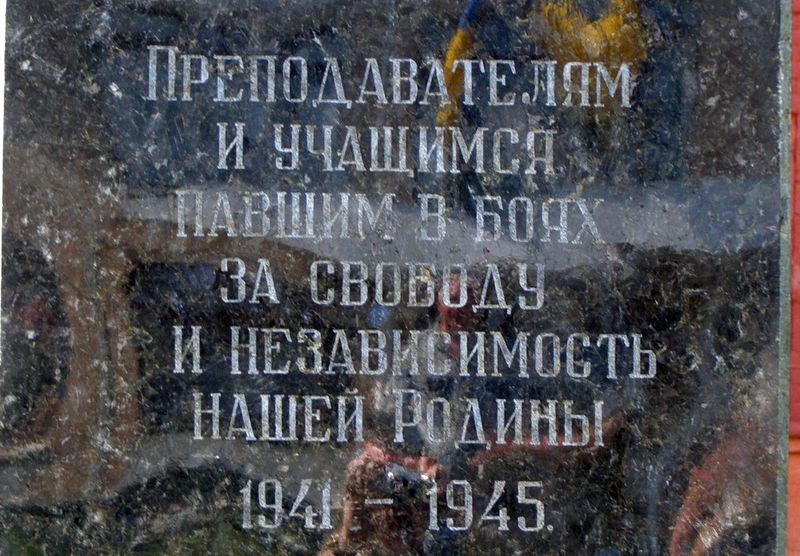 Преподавателям
и учащимся
павшим в боях
за свободу
и независимость
нашей Родины
1941 – 1945.